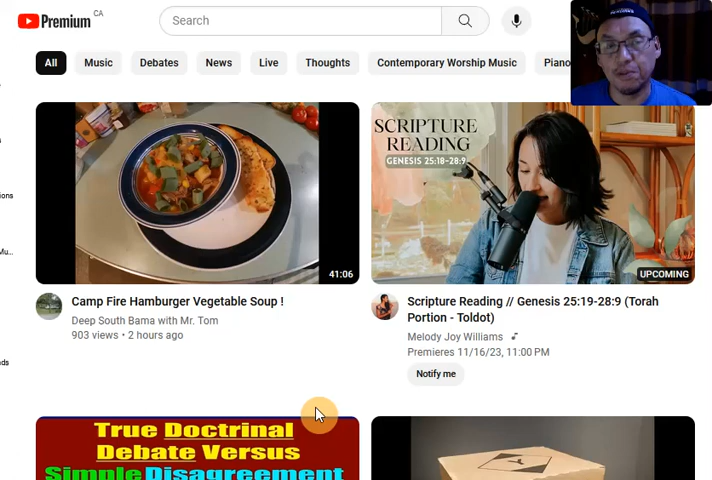 Premium CA
Search
All
Music
Debates
News
Live
Thoughts
Contemporary Worship Music
Piano
SCRIPTURE
READING
GENESIS 25:18-28:9
41:06
UPCOMING
Camp Fire Hamburger Vegetable Soup !
Deep South Bama with Mr. Tom
903 views • 2 hours ago
Scripture Reading // Genesis 25:19-28:9 (Torah
Portion - Toldot)
Melody Joy Williams
Premieres 11/16/23, 11:00 PM
Notify me
True Doctrinal
Debate Versus
Simple Disagreement